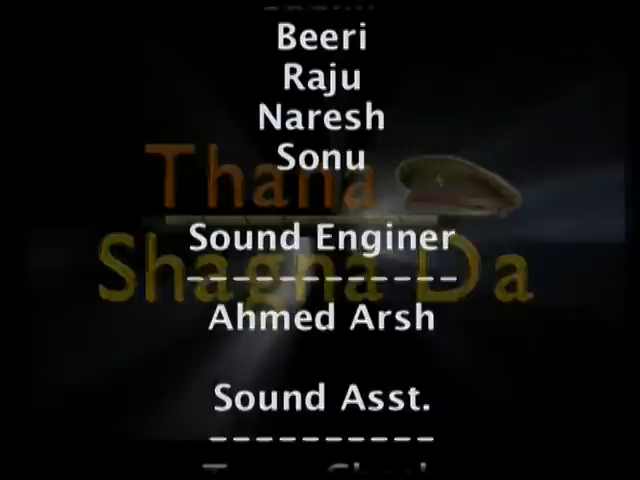 Beeri
Raju
Naresh
Sonu
Thana
Sound Enginer
Shagna Da
------------
Ahmed Arsh
Sound Asst.
----------